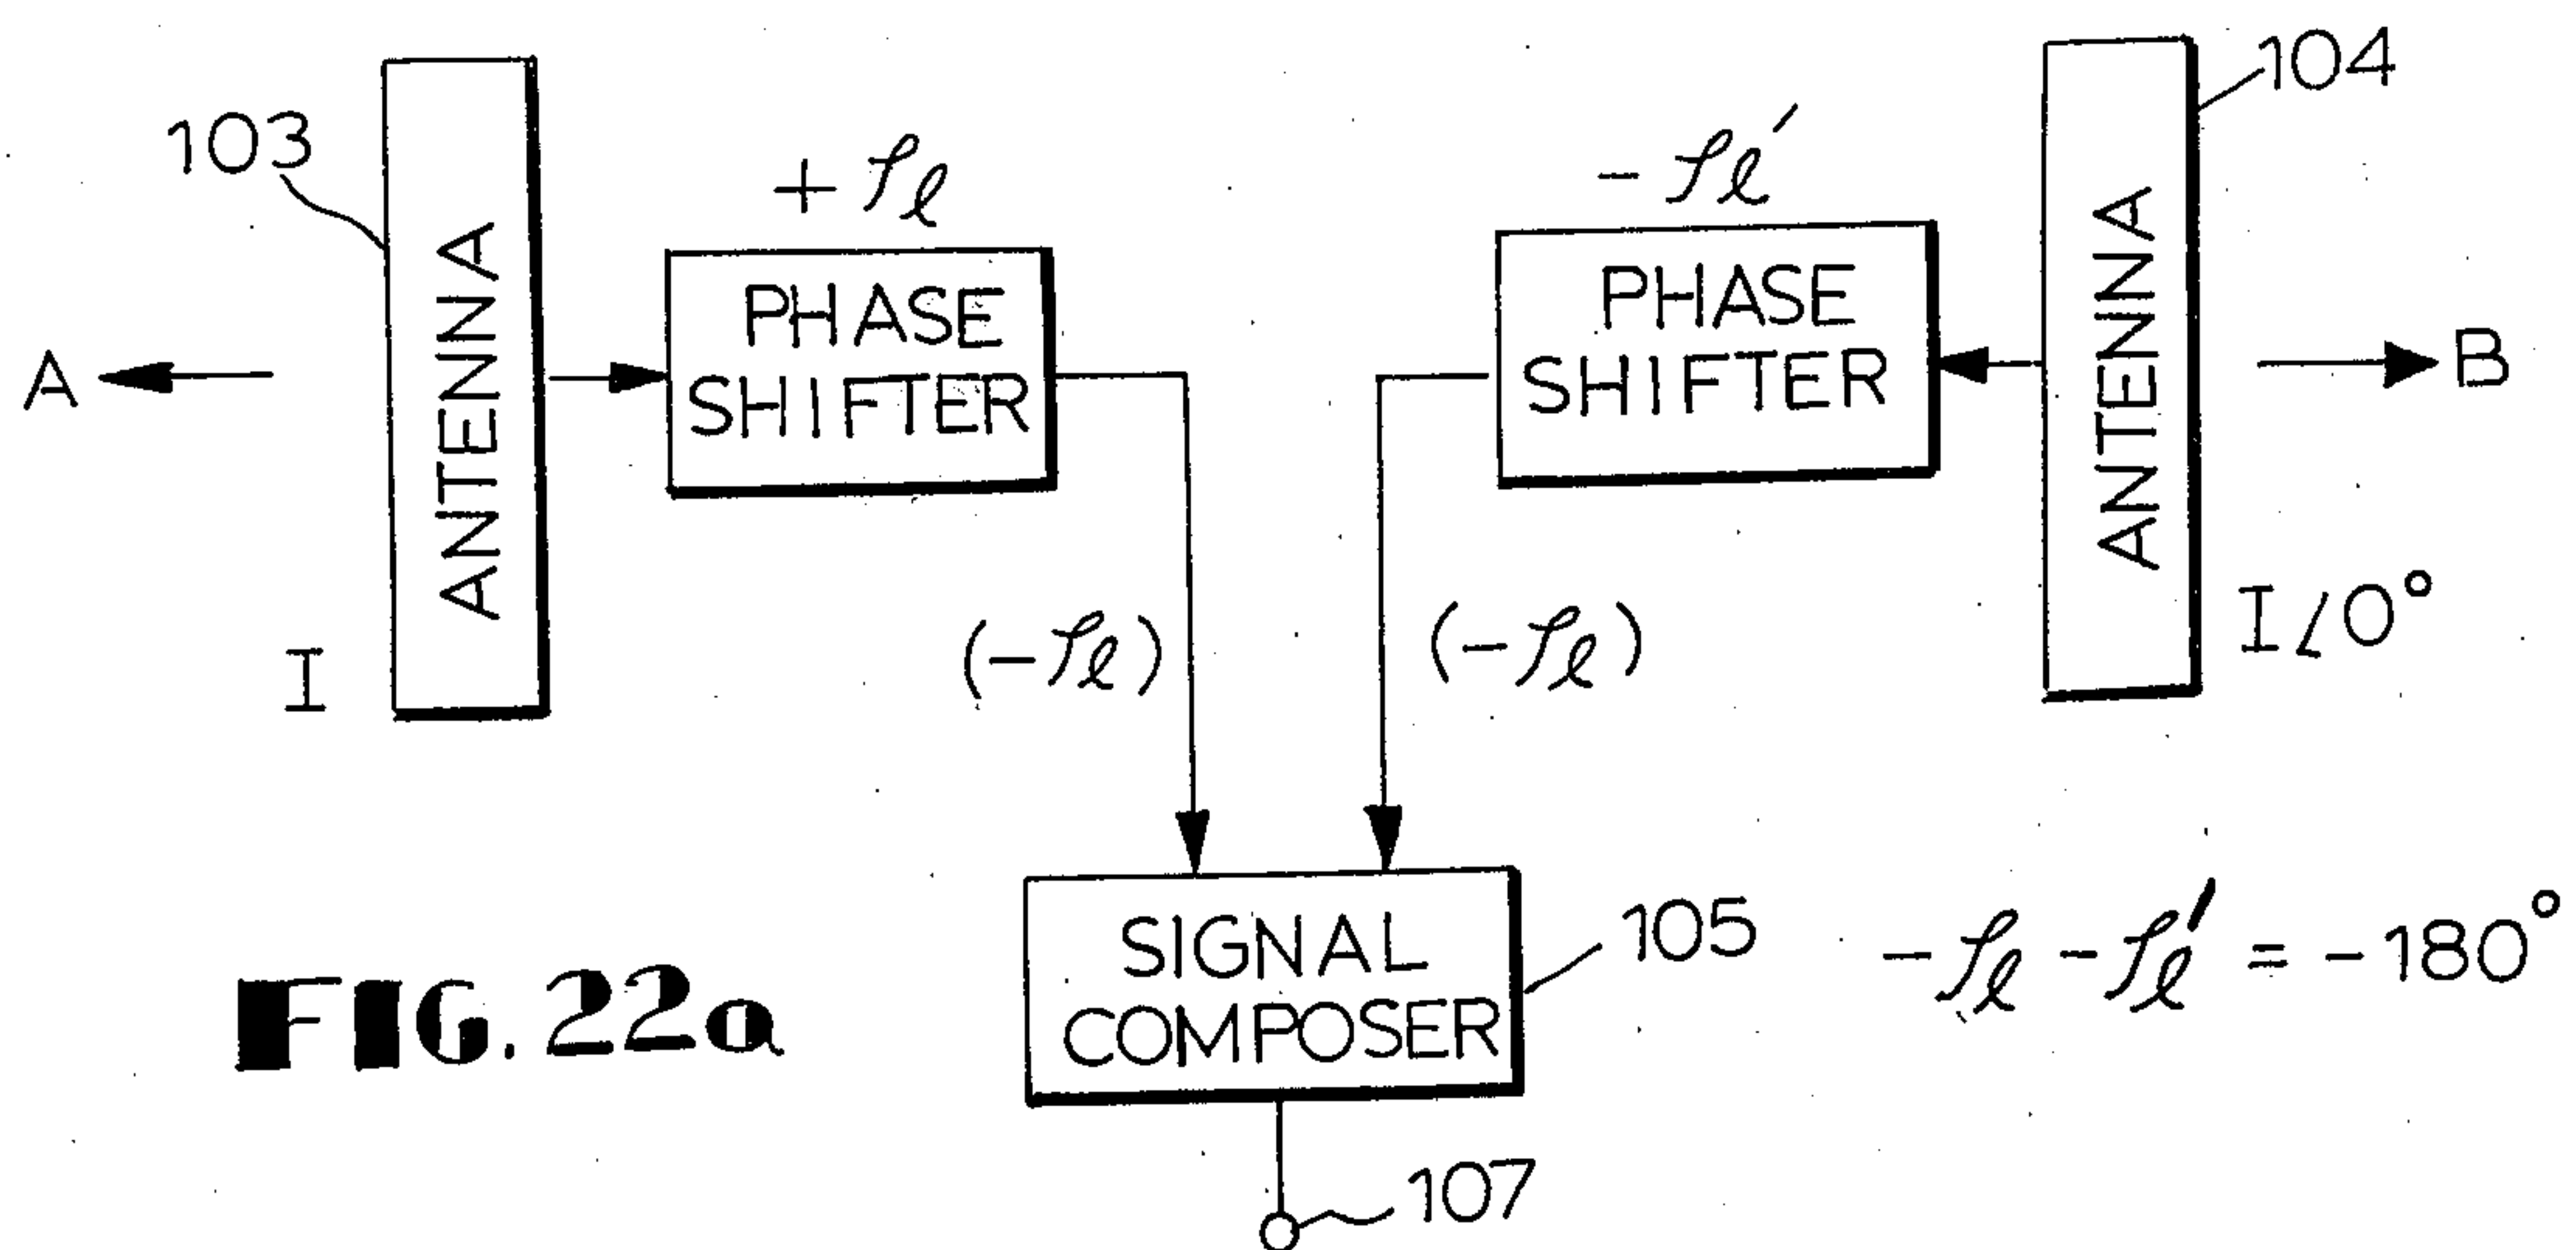 103
104
+ φℓ
- φℓ′
ANTENNA
PHASE
SHIFTER
PHASE
SHIFTER
ANTENNA
A
B
(-φℓ)
(-φℓ)
I
I∠0°
SIGNAL
COMPOSER
105
-φℓ -φℓ′ = -180°
FIG. 22a
107